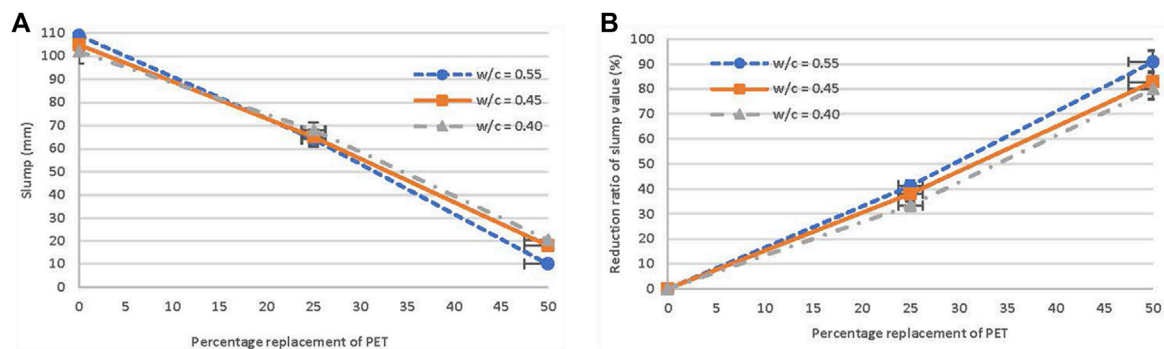 A
110
100
90
80
70
60
50
40
30
20
10
0
Slump (mm)
w/c = 0.55
w/c = 0.45
w/c = 0.40
0 5 10 15 20 25 30 35 40 45 50
Percentage replacement of PET
B
100
90
80
70
60
50
40
30
20
10
0
Reduction ratio of slump value (%)
w/c = 0.55
w/c = 0.45
w/c = 0.40
0 5 10 15 20 25 30 35 40 45 50
Percentage replacement of PET